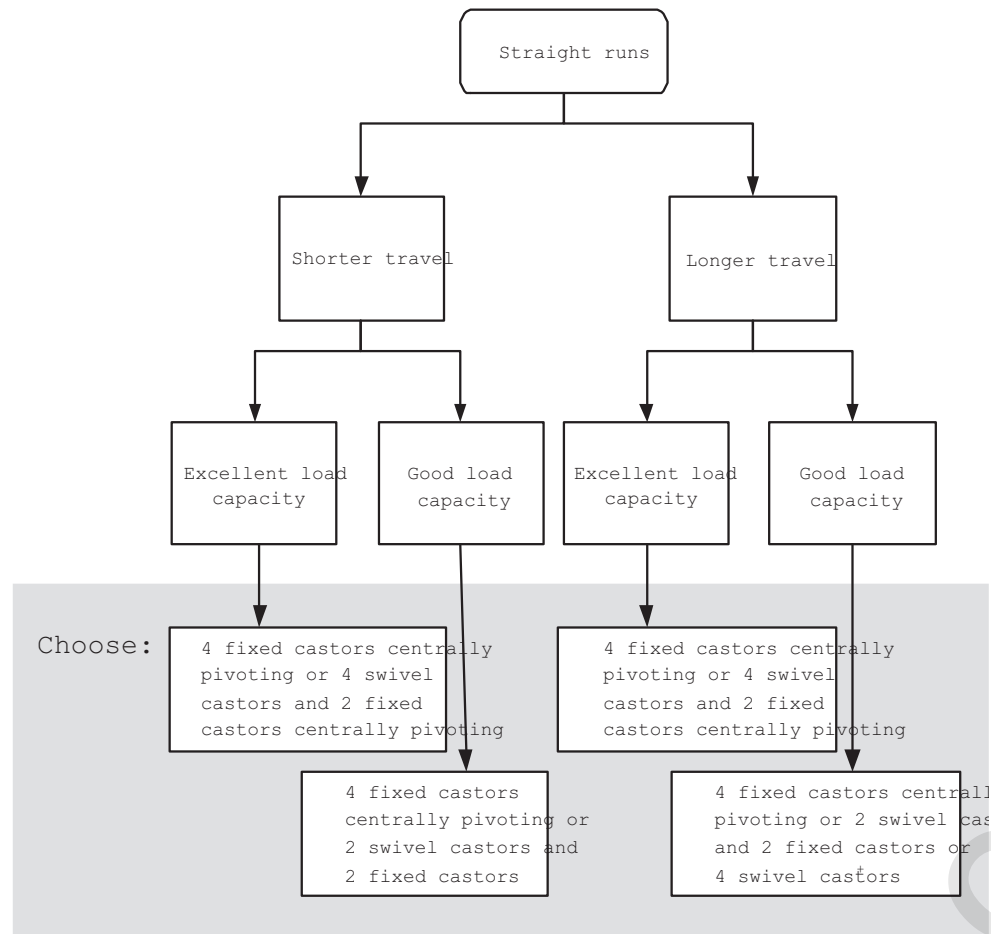 Straight runs
Shorter travel
Longer travel
Excellent load
capacity
Good load
capacity
Excellent load
capacity
Good load
capacity
Choose:
4 fixed castors centrally
pivoting or 4 swivel
castors and 2 fixed
castors centrally pivoting
4 fixed castors centrally
pivoting or 4 swivel
castors and 2 fixed
castors centrally pivoting
4 fixed castors
centrally pivoting or
2 swivel castors and
2 fixed castors
4 fixed castors central
pivoting or 2 swivel cas
and 2 fixed castors or
4 swivel castors